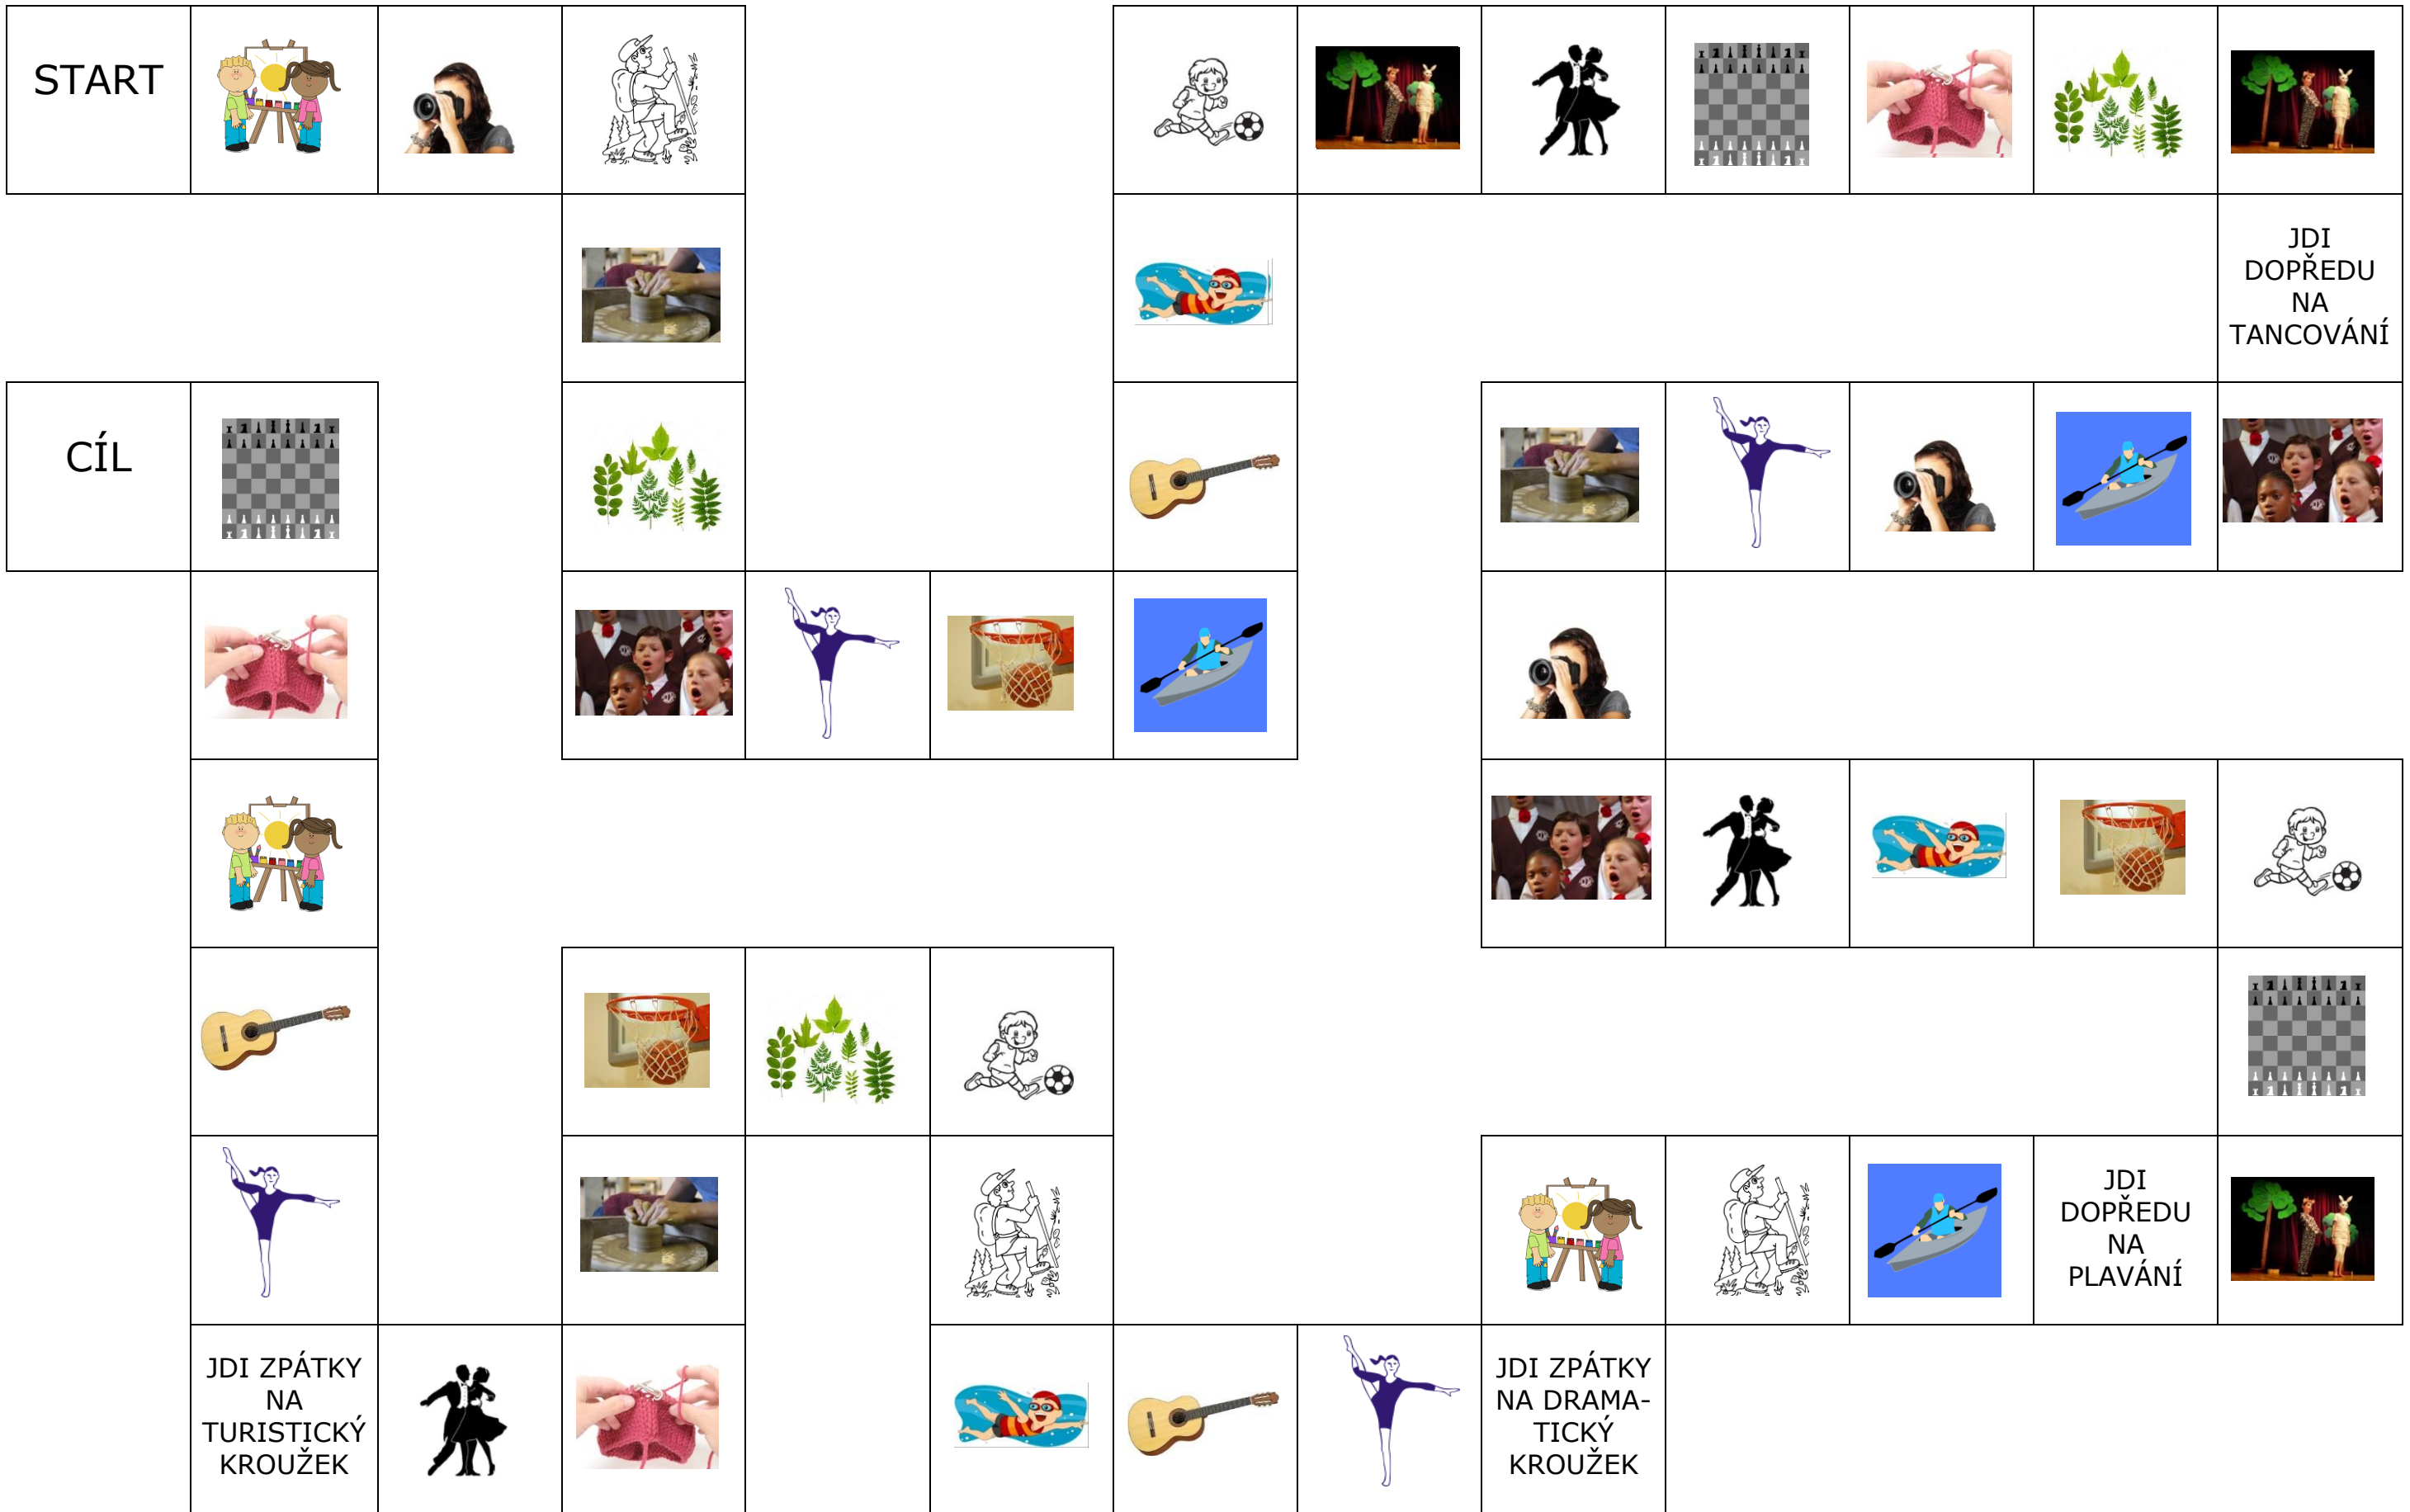 START
JDI
DOPŘEDU
NA
TANCOVÁNÍ
CÍL
JDI
DOPŘEDU
NA
PLAVÁNÍ
JDI ZPÁTKY
NA
TURISTICKÝ
KROUŽEK
JDI ZPÁTKY
NA DRAMA-
TICKÝ
KROUŽEK